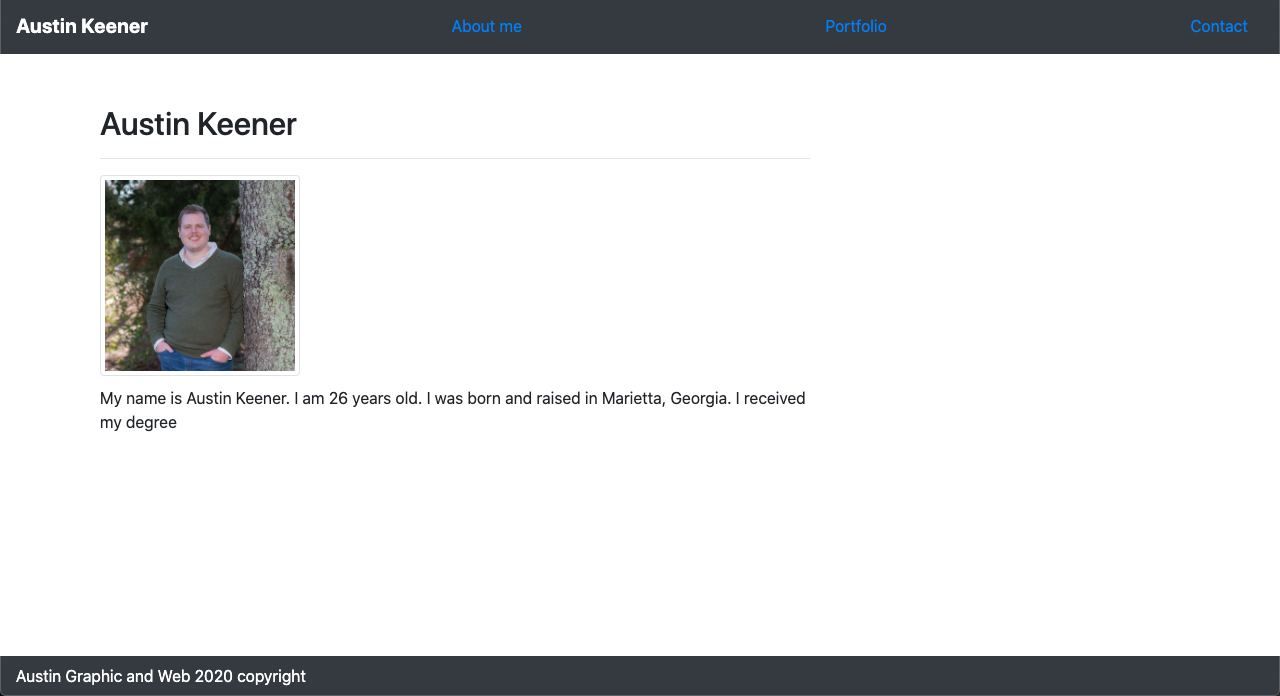 Austin Keener
About me
Portfolio
Contact
Austin Keener
My name is Austin Keener. I am 26 years old. I was born and raised in Marietta, Georgia. I received
my degree
Austin Graphic and Web 2020 copyright